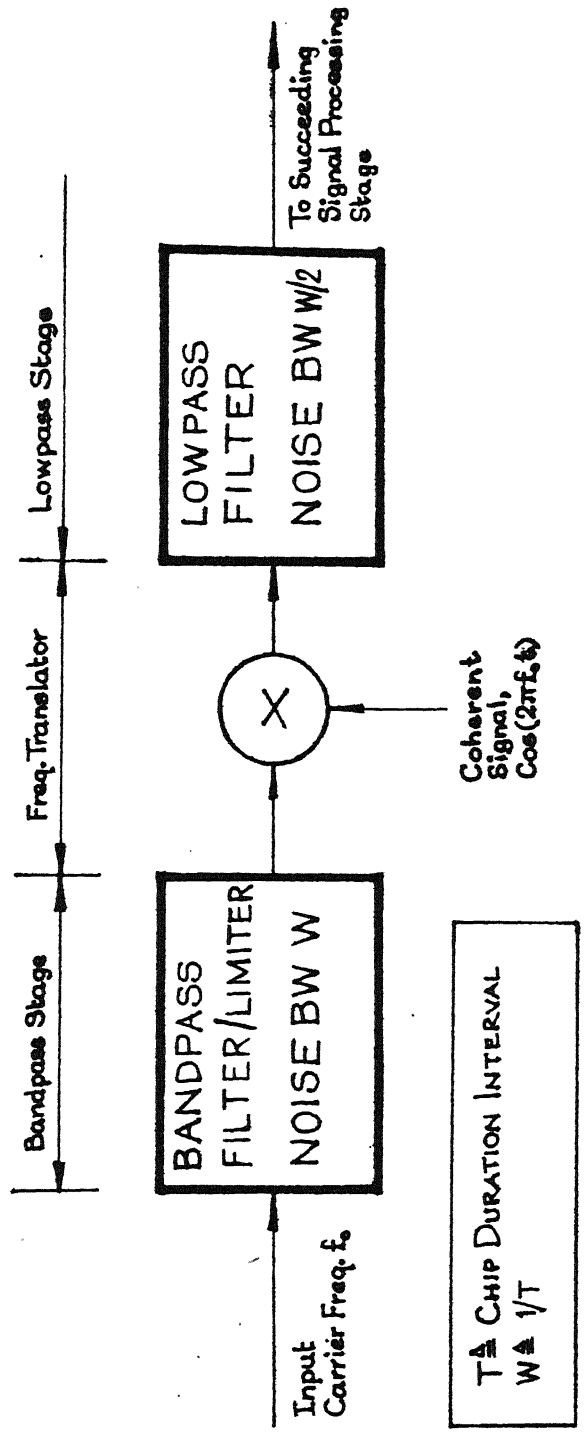 Bandpass Stage
Freq. Translator
Lowpass Stage
Input
Carrier Freq. f₀
BANDPASS
FILTER/LIMITER
NOISE BW W
X
Coherent
Signal,
Cos(2πf₀t)
LOWPASS
FILTER
NOISE BW W/2
To Succeeding
Signal Processing
Stage
T ≜ CHIP DURATION INTERVAL
W ≜ 1/T